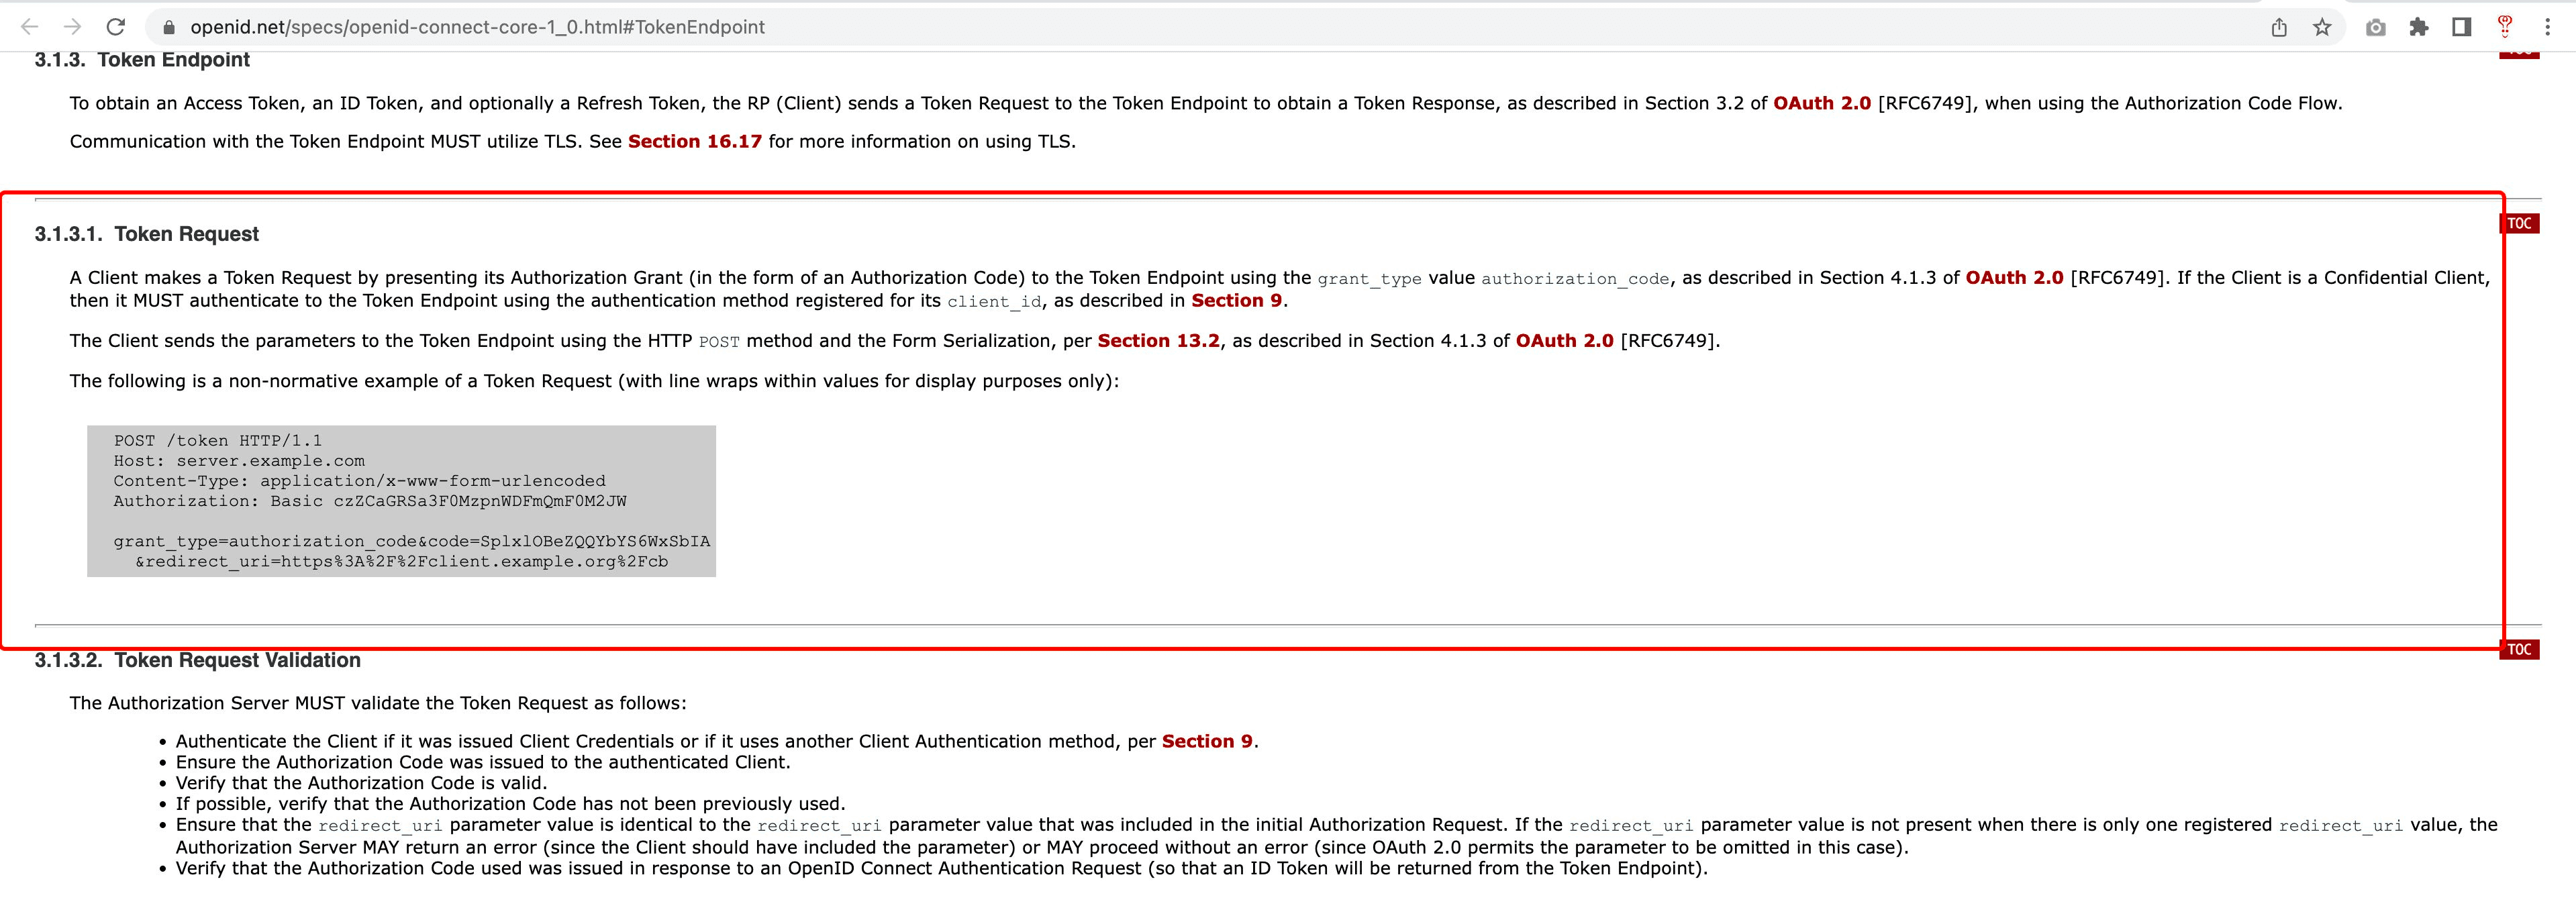 openid.net/specs/openid-connect-core-1_0.html#TokenEndpoint
3.1.3. Token Endpoint
To obtain an Access Token, an ID Token, and optionally a Refresh Token, the RP (Client) sends a Token Request to the Token Endpoint to obtain a Token Response, as described in Section 3.2 of OAuth 2.0 [RFC6749], when using the Authorization Code Flow.
Communication with the Token Endpoint MUST utilize TLS. See Section 16.17 for more information on using TLS.
TOC
3.1.3.1. Token Request
A Client makes a Token Request by presenting its Authorization Grant (in the form of an Authorization Code) to the Token Endpoint using the grant_type value authorization_code, as described in Section 4.1.3 of OAuth 2.0 [RFC6749]. If the Client is a Confidential Client,
then it MUST authenticate to the Token Endpoint using the authentication method registered for its client_id, as described in Section 9.
The Client sends the parameters to the Token Endpoint using the HTTP POST method and the Form Serialization, per Section 13.2, as described in Section 4.1.3 of OAuth 2.0 [RFC6749].
The following is a non-normative example of a Token Request (with line wraps within values for display purposes only):
POST /token HTTP/1.1
Host: server.example.com
Content-Type: application/x-www-form-urlencoded
Authorization: Basic czZCaGRSa3F0MzpnWDFmQmF0M2JW
grant_type=authorization_code&code=SplxlOBeZQQYbYS6WxSbIA
&redirect_uri=https%3A%2F%2Fclient.example.org%2Fcb
TOC
3.1.3.2. Token Request Validation
The Authorization Server MUST validate the Token Request as follows:
• Authenticate the Client if it was issued Client Credentials or if it uses another Client Authentication method, per Section 9.
• Ensure the Authorization Code was issued to the authenticated Client.
• Verify that the Authorization Code is valid.
• If possible, verify that the Authorization Code has not been previously used.
• Ensure that the redirect_uri parameter value is identical to the redirect_uri parameter value that was included in the initial Authorization Request. If the redirect_uri parameter value is not present when there is only one registered redirect_uri value, the
Authorization Server MAY return an error (since the Client should have included the parameter) or MAY proceed without an error (since OAuth 2.0 permits the parameter to be omitted in this case).
• Verify that the Authorization Code used was issued in response to an OpenID Connect Authentication Request (so that an ID Token will be returned from the Token Endpoint).